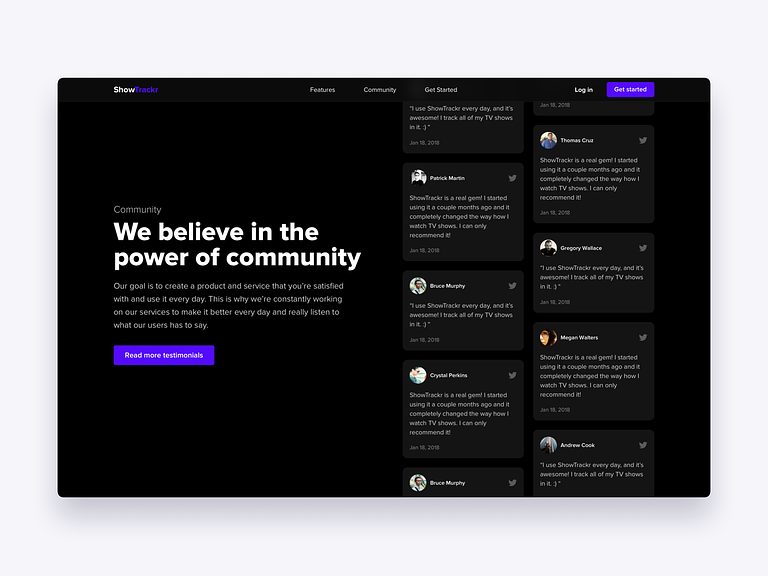 ShowTrackr
Features
Community
Get Started
Log in
Get started
Community
We believe in the
power of community
Our goal is to create a product and service that you're satisfied
with and use it every day. This is why we're constantly working
on our services to make it better every day and really listen to
what our users has to say.
Read more testimonials
"I use ShowTrackr every day, and it's
awesome! I track all of my TV shows
in it. :) "
Jan 18, 2018
Patrick Martin
ShowTrackr is a real gem! I started
using it a couple months ago and it
completely changed the way how I
watch TV shows. I can only
recommend it!
Jan 18, 2018
Bruce Murphy
"I use ShowTrackr every day, and it's
awesome! I track all of my TV shows
in it. :) "
Jan 18, 2018
Crystal Perkins
ShowTrackr is a real gem! I started
using it a couple months ago and it
completely changed the way how I
watch TV shows. I can only
recommend it!
Jan 18, 2018
Bruce Murphy
Jan 18, 2018
Thomas Cruz
ShowTrackr is a real gem! I started
using it a couple months ago and it
completely changed the way how I
watch TV shows. I can only
recommend it!
Jan 18, 2018
Gregory Wallace
"I use ShowTrackr every day, and it's
awesome! I track all of my TV shows
in it. :) "
Jan 18, 2018
Megan Walters
ShowTrackr is a real gem! I started
using it a couple months ago and it
completely changed the way how I
watch TV shows. I can only
recommend it!
Jan 18, 2018
Andrew Cook
"I use ShowTrackr every day, and it's
awesome! I track all of my TV shows
in it. :) "